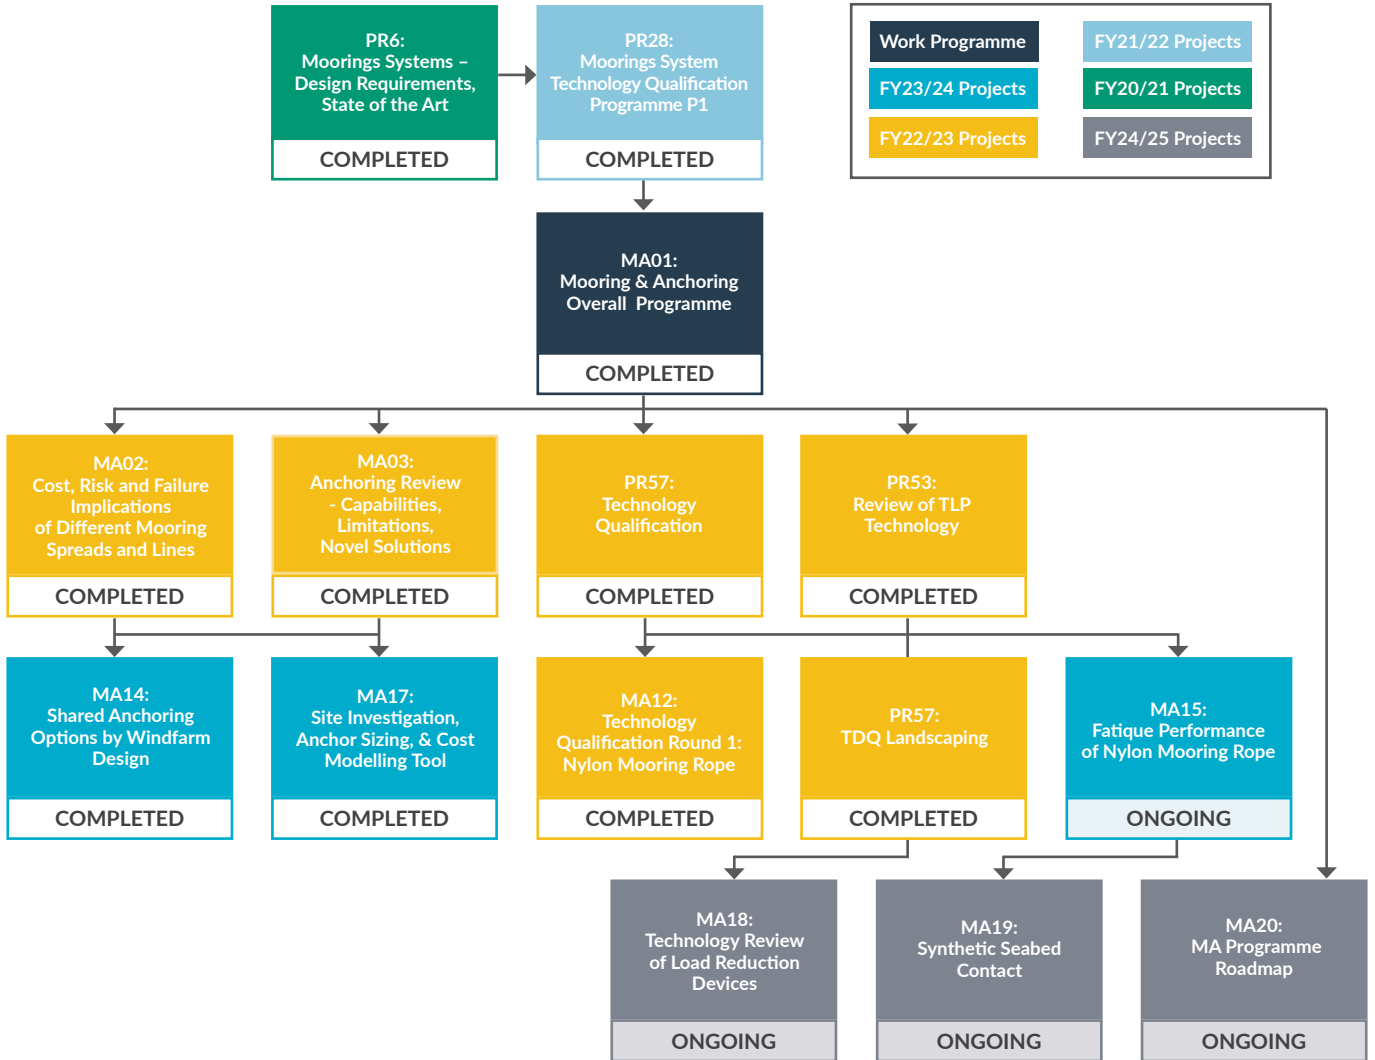 PR6:
Moorings Systems –
Design Requirements,
State of the Art
COMPLETED
PR28:
Moorings System
Technology Qualification
Programme P1
COMPLETED
Work Programme
FY21/22 Projects
FY23/24 Projects
FY20/21 Projects
FY22/23 Projects
FY24/25 Projects
MA01:
Mooring & Anchoring
Overall Programme
COMPLETED
MA02:
Cost, Risk and Failure
Implications
of Different Mooring
Spreads and Lines
COMPLETED
MA03:
Anchoring Review
- Capabilities,
Limitations,
Novel Solutions
COMPLETED
PR57:
Technology
Qualification
COMPLETED
PR53:
Review of TLP
Technology
COMPLETED
MA14:
Shared Anchoring
Options by Windfarm
Design
COMPLETED
MA17:
Site Investigation,
Anchor Sizing, & Cost
Modelling Tool
COMPLETED
MA12:
Technology
Qualification Round 1:
Nylon Mooring Rope
COMPLETED
PR57:
TDQ Landscaping
COMPLETED
MA15:
Fatique Performance
of Nylon Mooring Rope
ONGOING
MA18:
Technology Review
of Load Reduction
Devices
ONGOING
MA19:
Synthetic Seabed
Contact
ONGOING
MA20:
MA Programme
Roadmap
ONGOING